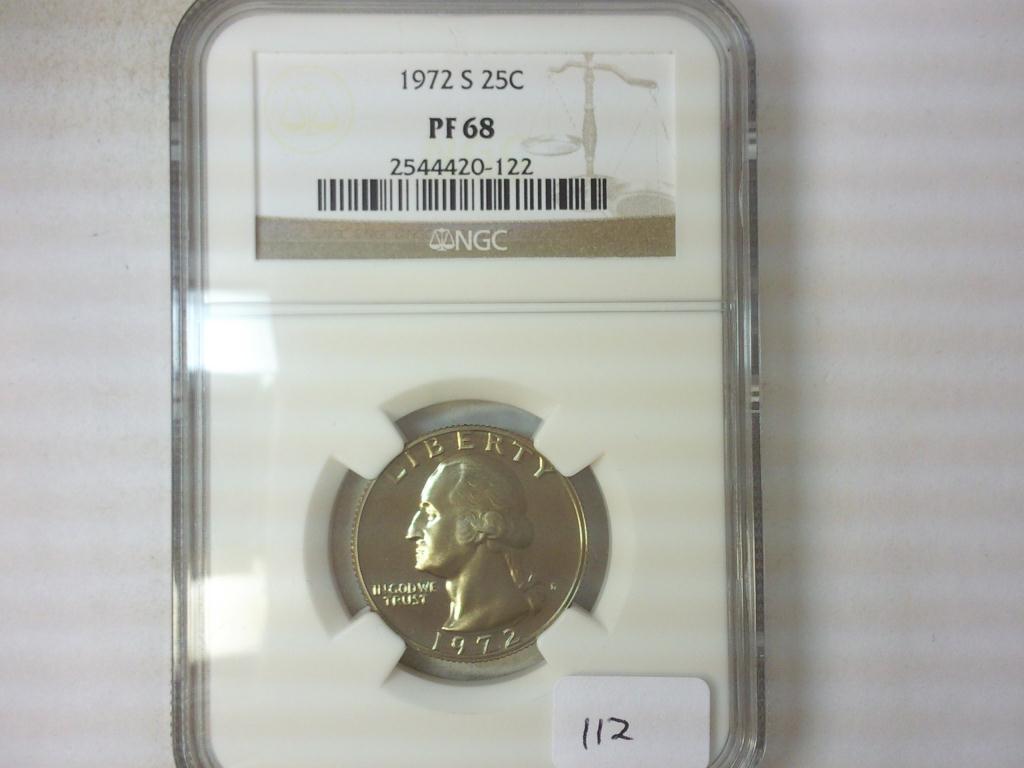 1972 S 25C
PF 68
2544420-122
NGC
LIBERTY
IN GOD WE
TRUST
S
1972
112